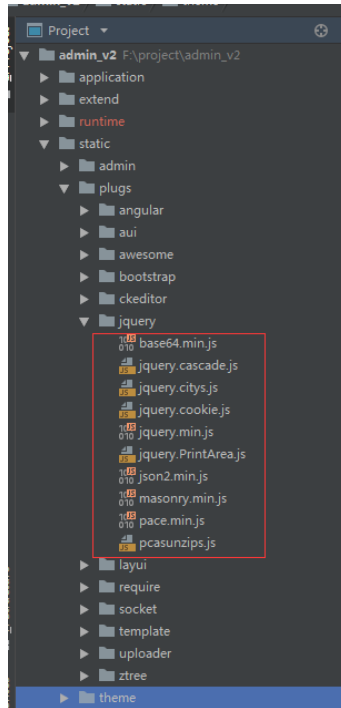 Project
admin_v2 F:\project\admin_v2
application
extend
runtime
static
admin
plugs
angular
aui
awesome
bootstrap
ckeditor
jquery
base64.min.js
jquery.cascade.js
jquery.citys.js
jquery.cookie.js
jquery.min.js
jquery.PrintArea.js
json2.min.js
masonry.min.js
pace.min.js
pcasunzips.js
layui
require
socket
template
uploader
ztree
theme